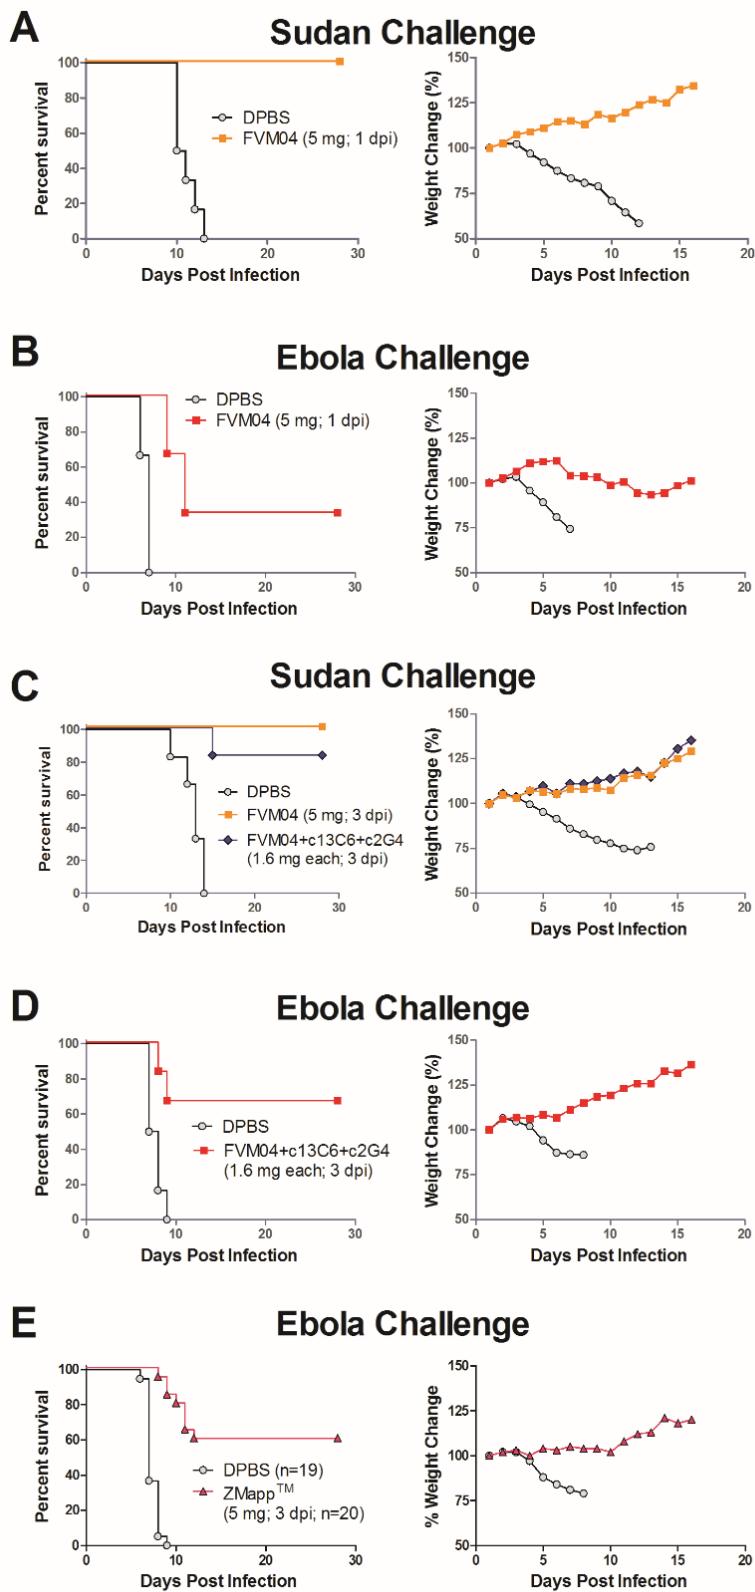 A
Sudan Challenge
Percent survival
100
80
60
40
20
0
0
10
20
30
Days Post Infection
DPBS
FVM04 (5 mg; 1 dpi)
Weight Change (%)
150
125
100
75
50
0
5
10
15
20
Days Post Infection
B
Ebola Challenge
Percent survival
100
80
60
40
20
0
0
10
20
30
Days Post Infection
DPBS
FVM04 (5 mg; 1 dpi)
Weight Change (%)
150
125
100
75
50
0
5
10
15
20
Days Post Infection
C
Sudan Challenge
Percent survival
100
80
60
40
20
0
0
10
20
30
Days Post Infection
DPBS
FVM04 (5 mg; 3 dpi)
FVM04+c13C6+c2G4
(1.6 mg each; 3 dpi)
Weight Change (%)
150
125
100
75
50
0
5
10
15
20
Days Post Infection
D
Ebola Challenge
Percent survival
100
80
60
40
20
0
0
10
20
30
Days Post Infection
DPBS
FVM04+c13C6+c2G4
(1.6 mg each; 3 dpi)
Weight Change (%)
150
125
100
75
50
0
5
10
15
20
Days Post Infection
E
Ebola Challenge
Percent survival
100
80
60
40
20
0
0
10
20
30
Days Post Infection
DPBS (n=19)
ZMapp™
(5 mg; 3 dpi; n=20)
% Weight Change
150
125
100
75
50
0
5
10
15
20
Days Post Infection